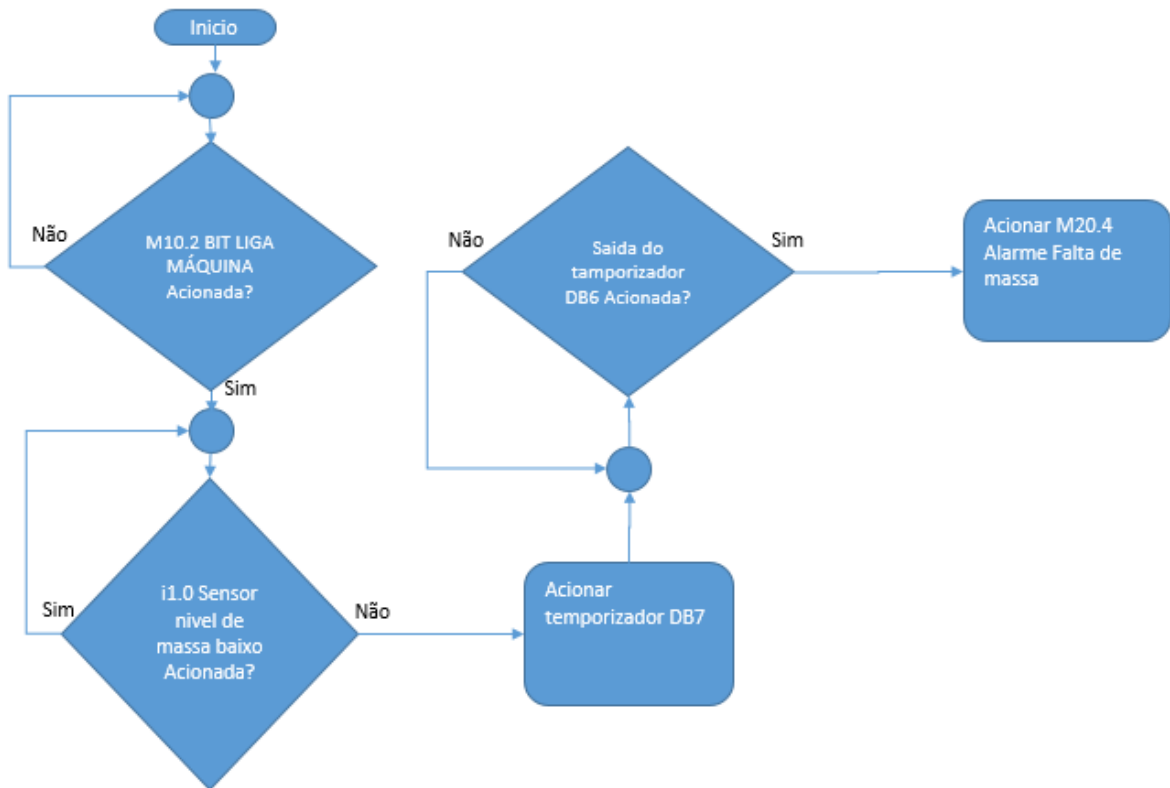 Inicio
Não
M10.2 BIT LIGA
MÁQUINA
Acionada?
Sim
Sim
i1.0 Sensor
nivel de
massa baixo
Acionada?
Não
Acionar
temporizador DB7
Não
Saida do
tamporizador
DB6 Acionada?
Sim
Acionar M20.4
Alarme Falta de
massa